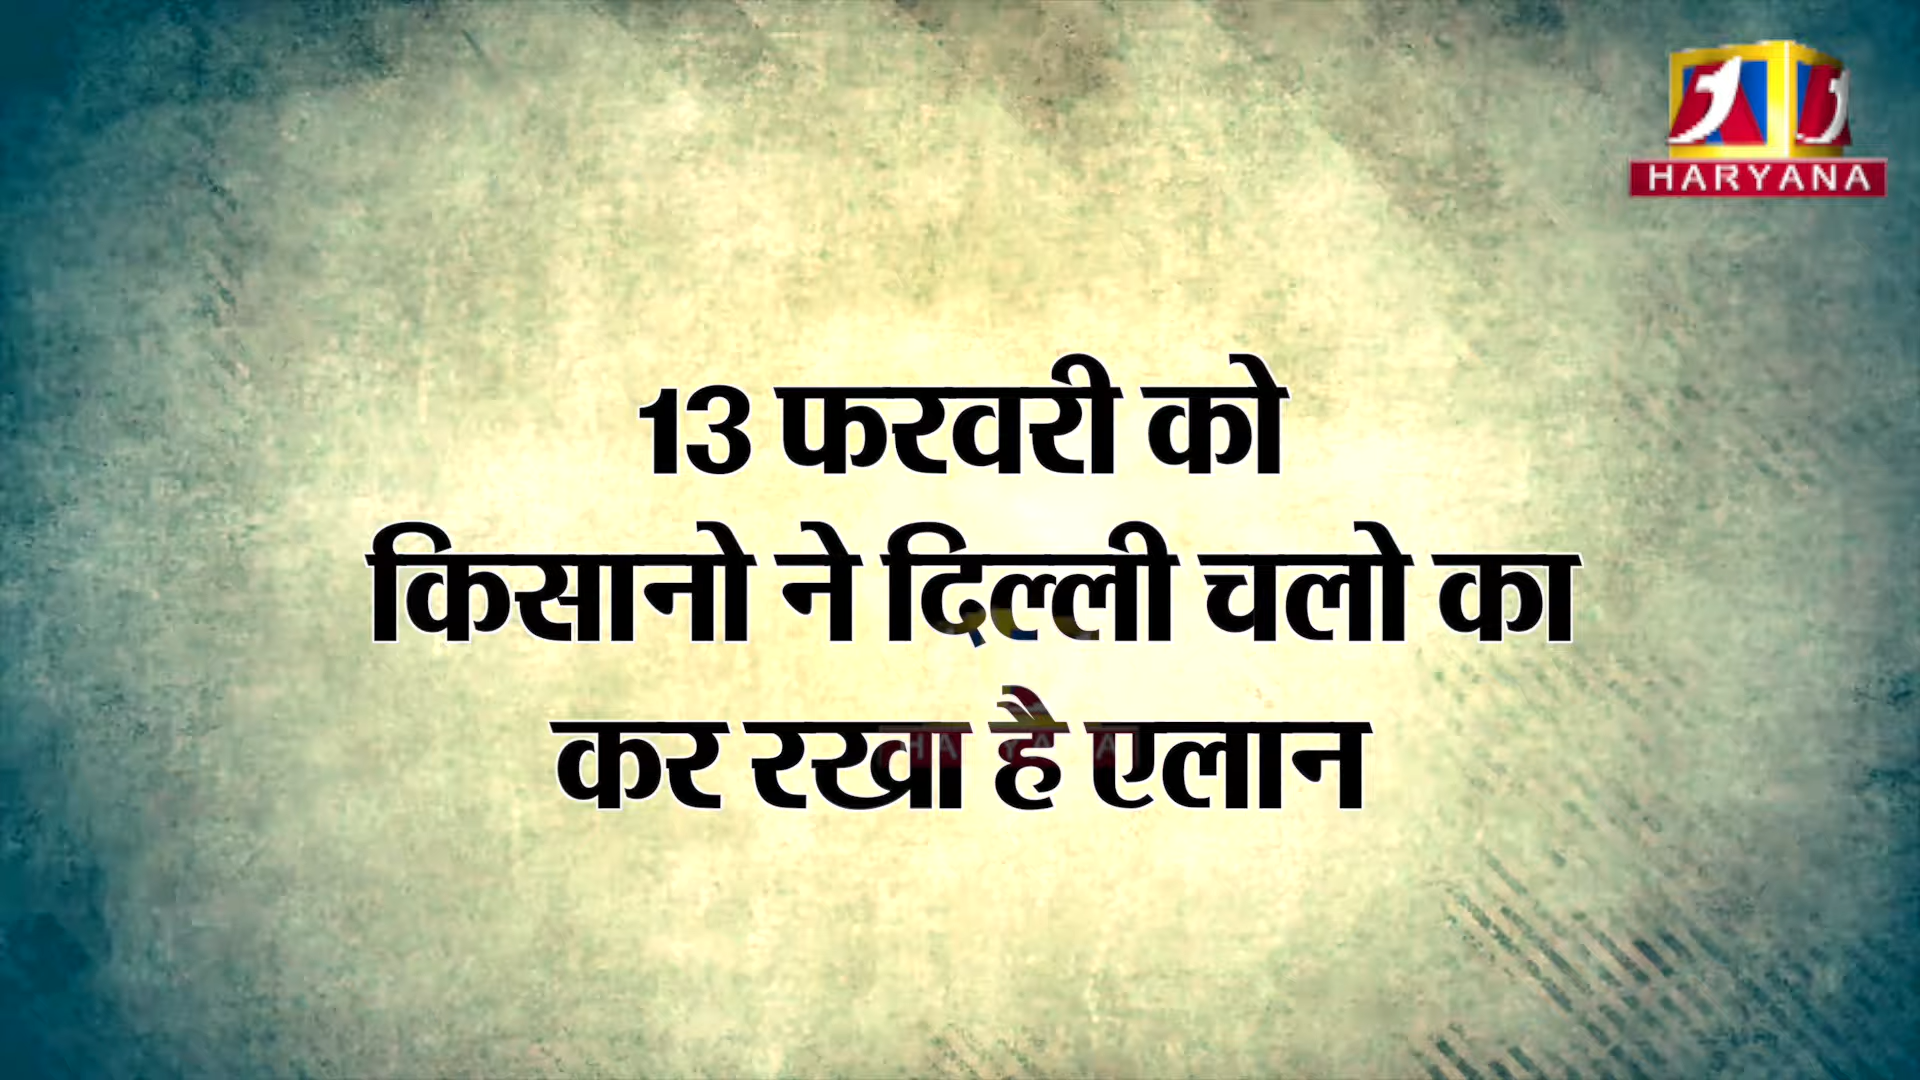 HARYANA
13 फरवरी को
किसानो ने दिल्ली चलो का
कर रखा है एलान